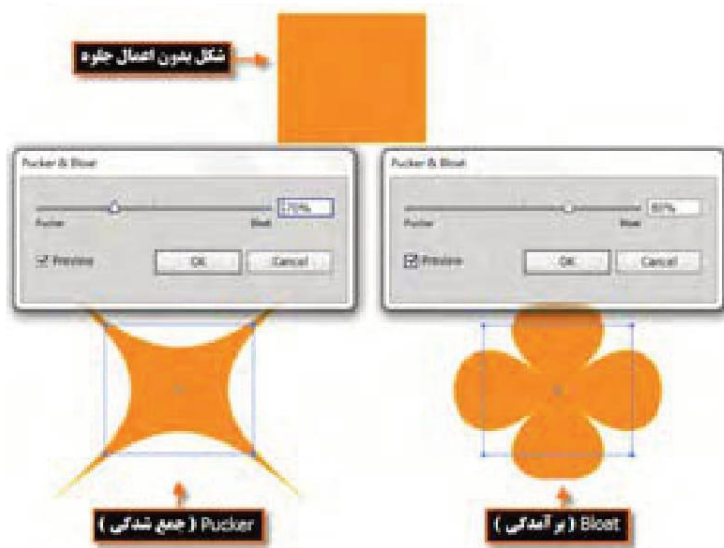 شکل بدون اعمال جلوه
Pucker & Bloat
70%
Pucker
Bloat
Preview
OK
Cancel
Pucker & Bloat
80%
Pucker
Bloat
Preview
OK
Cancel
Pucker ( جمع شدگی )
Bloat ( بر آمدگی )